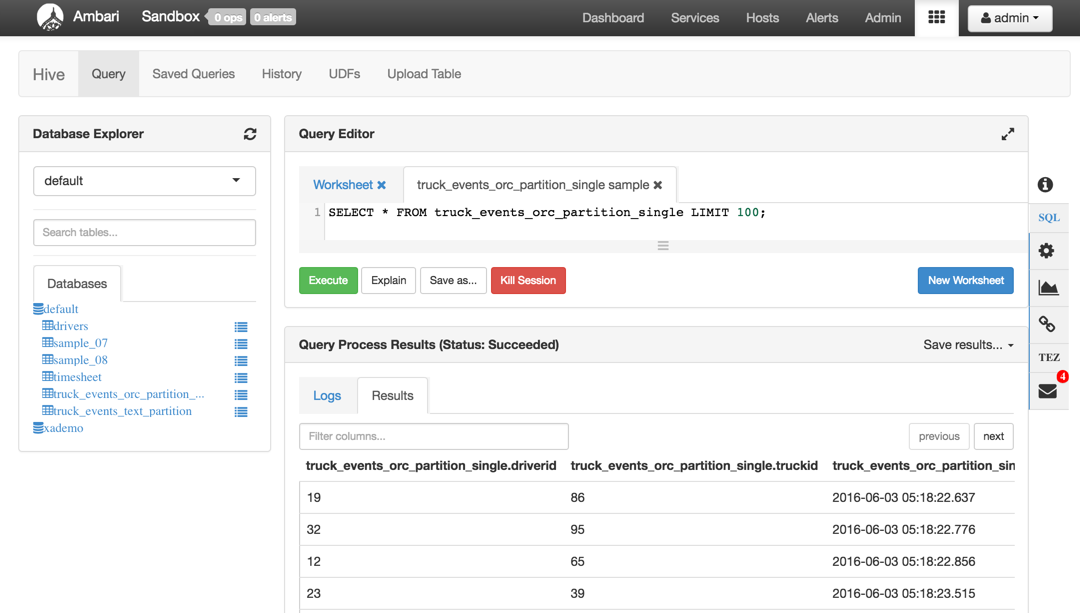 Ambari Sandbox 0 ops 0 alerts Dashboard Services Hosts Alerts Admin admin
Hive Query Saved Queries History UDFs Upload Table
Database Explorer
default
Search tables...
Databases
default
drivers
sample_07
sample_08
timesheet
truck_events_orc_partition_...
truck_events_text_partition
xademo
Query Editor
Worksheet truck_events_orc_partition_single sample
1 SELECT * FROM truck_events_orc_partition_single LIMIT 100;
Execute Explain Save as... Kill Session New Worksheet
Query Process Results (Status: Succeeded) Save results...
Logs Results
Filter columns... previous next
truck_events_orc_partition_single.driverid truck_events_orc_partition_single.truckid truck_events_orc_partition_sin
19 86 2016-06-03 05:18:22.637
32 95 2016-06-03 05:18:22.776
12 65 2016-06-03 05:18:22.856
23 39 2016-06-03 05:18:23.515
SQL
TEZ
4